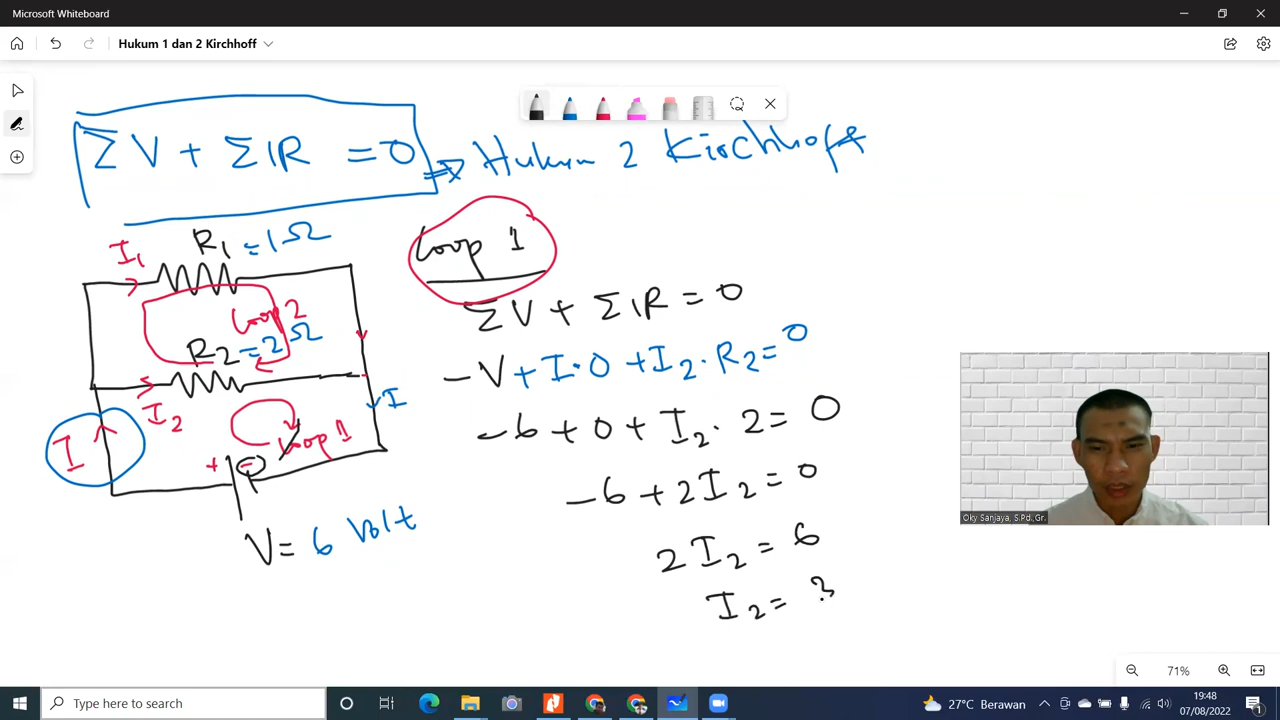 Microsoft Whiteboard
Hukum 1 dan 2 Kirchhoff
ΣV + ΣIR = 0 => Hukum 2 Kirchhoff
I₁
R₁ = 1Ω
Loop 2
R₂ = 2Ω
I₂
I
I
Loop 1
+ -
V = 6 Volt
Loop 1
ΣV + ΣIR = 0
-V + I·0 + I₂·R₂ = 0
-6 + 0 + I₂·2 = 0
-6 + 2I₂ = 0
2I₂ = 6
I₂ = 3
Oky Sanjaya, S.Pd.,Gr.
71%
Type here to search
27°C Berawan
19:48
07/08/2022
1